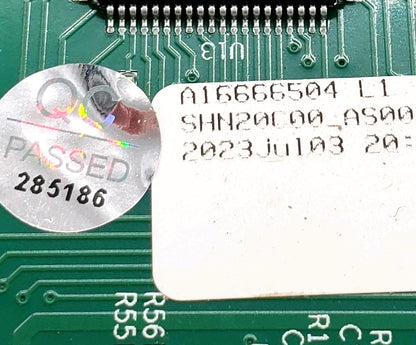 U13
QC
PASSED
285186
A16666504 L1
SHN20C00_AS00
2023Jul03 20:
R56
R55
R1
C
R
C